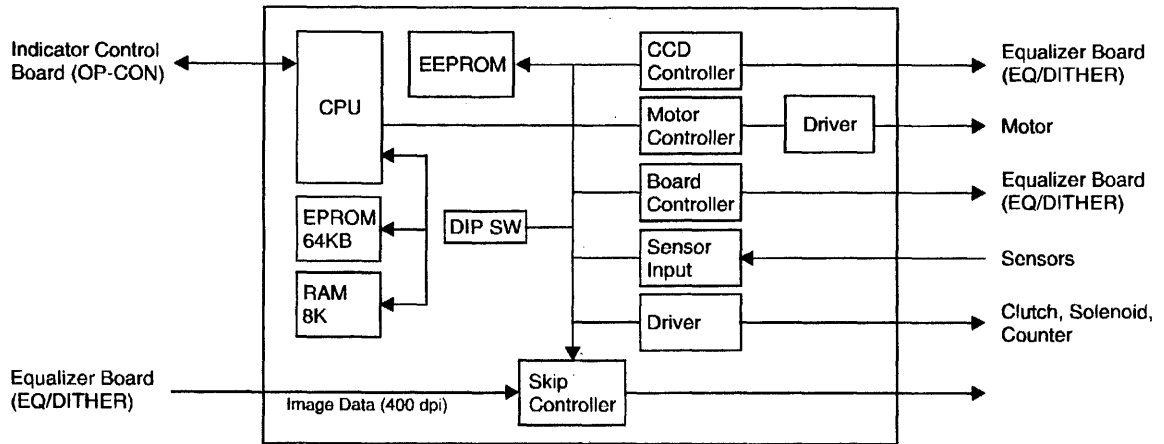 Indicator Control
Board (OP-CON)
CPU
EEPROM
CCD
Controller
Equalizer Board
(EQ/DITHER)
Motor
Controller
Driver
Motor
EPROM
64KB
DIP SW
Board
Controller
Equalizer Board
(EQ/DITHER)
RAM
8K
Sensor
Input
Sensors
Driver
Clutch, Solenoid,
Counter
Equalizer Board
(EQ/DITHER)
Image Data (400 dpi)
Skip
Controller